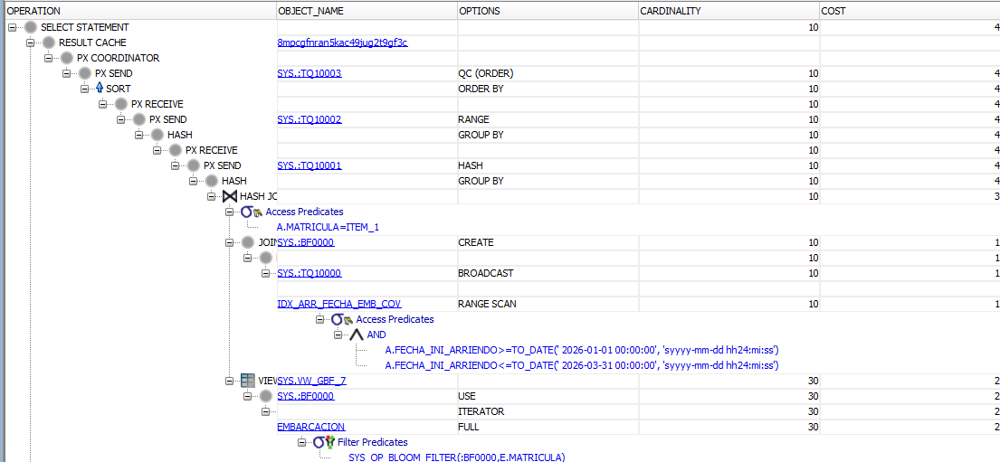 OPERATION OBJECT_NAME OPTIONS CARDINALITY COST
SELECT STATEMENT 10 4
RESULT CACHE 8mpcgfnran5kac49jug2t9gf3c
PX COORDINATOR
PX SEND SYS.:TQ10003 QC (ORDER) 10 4
SORT ORDER BY 10 4
PX RECEIVE 10 4
PX SEND SYS.:TQ10002 RANGE 10 4
HASH GROUP BY 10 4
PX RECEIVE 10 4
PX SEND SYS.:TQ10001 HASH 10 4
HASH GROUP BY 10 4
HASH JO 10 3
Access Predicates
A.MATRICULA=ITEM_1
JOIN SYS.:BF0000 CREATE 10 1
10 1
SYS.:TQ10000 BROADCAST 10 1
IDX_ARR_FECHA_EMB_COV RANGE SCAN 10 1
Access Predicates
AND
A.FECHA_INI_ARRIENDO>=TO_DATE(' 2026-01-01 00:00:00', 'syyyy-mm-dd hh24:mi:ss')
A.FECHA_INI_ARRIENDO<=TO_DATE(' 2026-03-31 00:00:00', 'syyyy-mm-dd hh24:mi:ss')
VIEW SYS.VW_GBF_7 30 2
SYS.:BF0000 USE 30 2
ITERATOR 30 2
EMBARCACION FULL 30 2
Filter Predicates
SYS_OP_BLOOM_FILTER(:BF0000,E.MATRICULA)